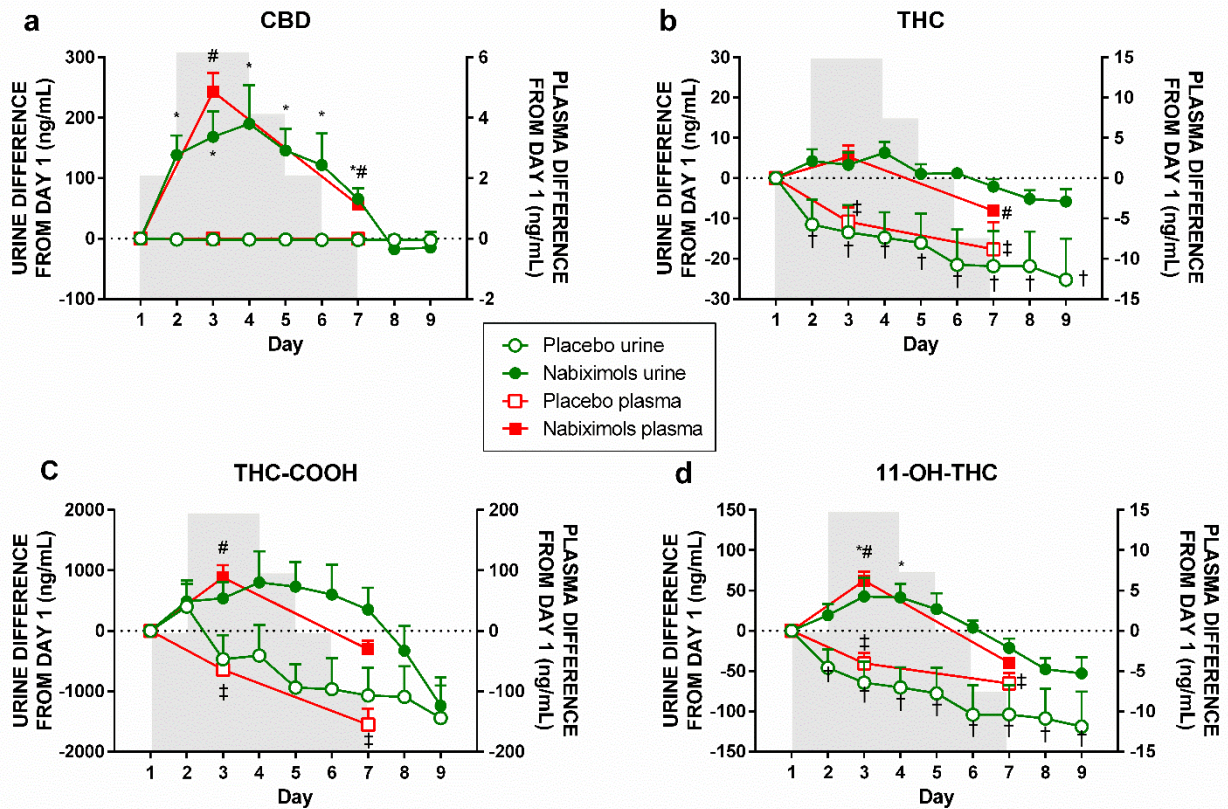 a
CBD
URINE DIFFERENCE
FROM DAY 1 (ng/mL)
300
200
100
0
-100
6
4
2
0
-2
PLASMA DIFFERENCE
FROM DAY 1 (ng/mL)
#
*
*
*
*
*
*#
1 2 3 4 5 6 7 8 9
Day
b
THC
URINE DIFFERENCE
FROM DAY 1 (ng/mL)
30
20
10
0
-10
-20
-30
15
10
5
0
-5
-10
-15
PLASMA DIFFERENCE
FROM DAY 1 (ng/mL)
‡
#
‡
† † † † † † † †
1 2 3 4 5 6 7 8 9
Day
Placebo urine
Nabiximols urine
Placebo plasma
Nabiximols plasma
c
THC-COOH
URINE DIFFERENCE
FROM DAY 1 (ng/mL)
2000
1000
0
-1000
-2000
200
100
0
-100
-200
PLASMA DIFFERENCE
FROM DAY 1 (ng/mL)
#
‡
‡
1 2 3 4 5 6 7 8 9
Day
d
11-OH-THC
URINE DIFFERENCE
FROM DAY 1 (ng/mL)
150
100
50
0
-50
-100
-150
15
10
5
0
-5
-10
-15
PLASMA DIFFERENCE
FROM DAY 1 (ng/mL)
*#
*
‡
‡
† † † † † † † †
1 2 3 4 5 6 7 8 9
Day